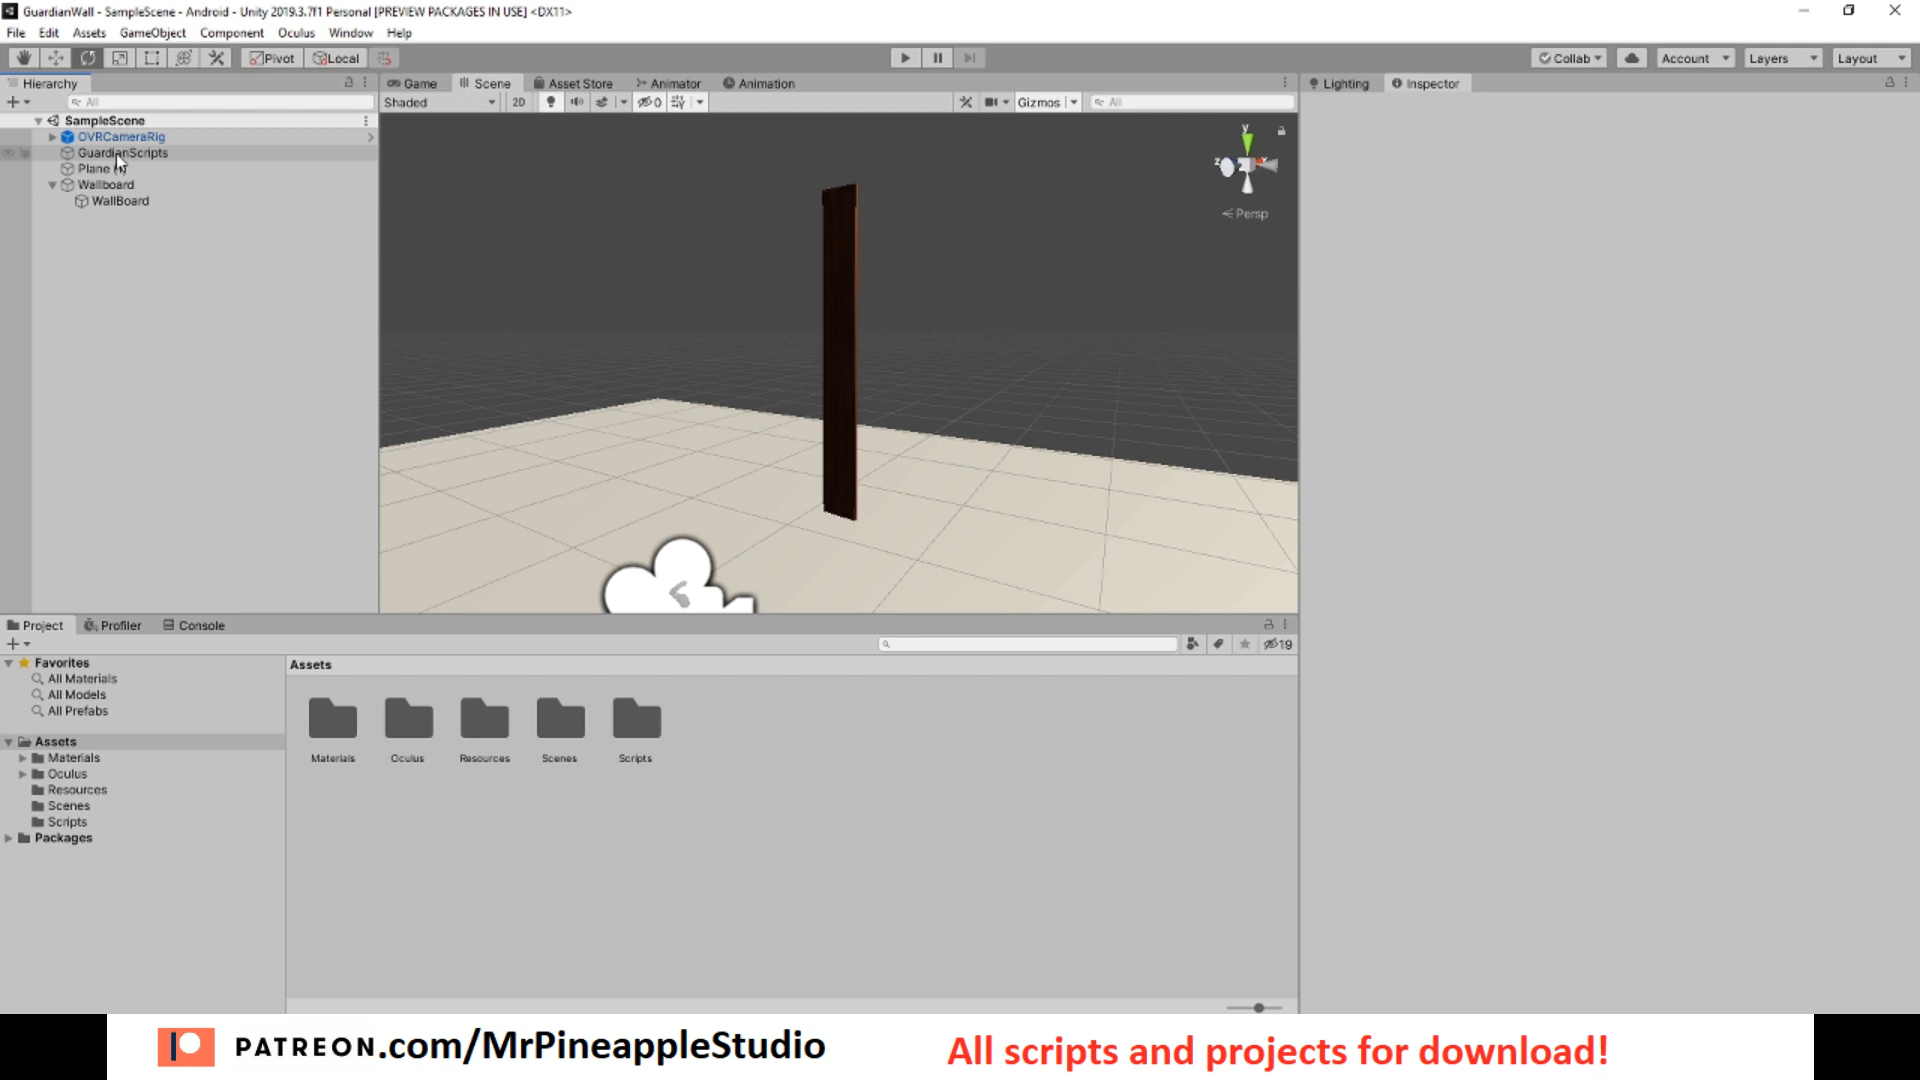 GuardianWall - SampleScene - Android - Unity 2019.3.7f1 Personal [PREVIEW PACKAGES IN USE] <DX11>
File Edit Assets GameObject Component Oculus Window Help
Pivot Local Collab Account Layers Layout
Hierarchy
All
SampleScene
OVRCameraRig
GuardianScripts
Plane
Wallboard
WallBoard
Game Scene Asset Store Animator Animation
Shaded 2D 0 Gizmos All
y
z
Persp
Lighting Inspector
Project Profiler Console
19
Favorites
All Materials
All Models
All Prefabs
Assets
Materials
Oculus
Resources
Scenes
Scripts
Packages
Assets
Materials Oculus Resources Scenes Scripts
PATREON.com/MrPineappleStudio
All scripts and projects for download!